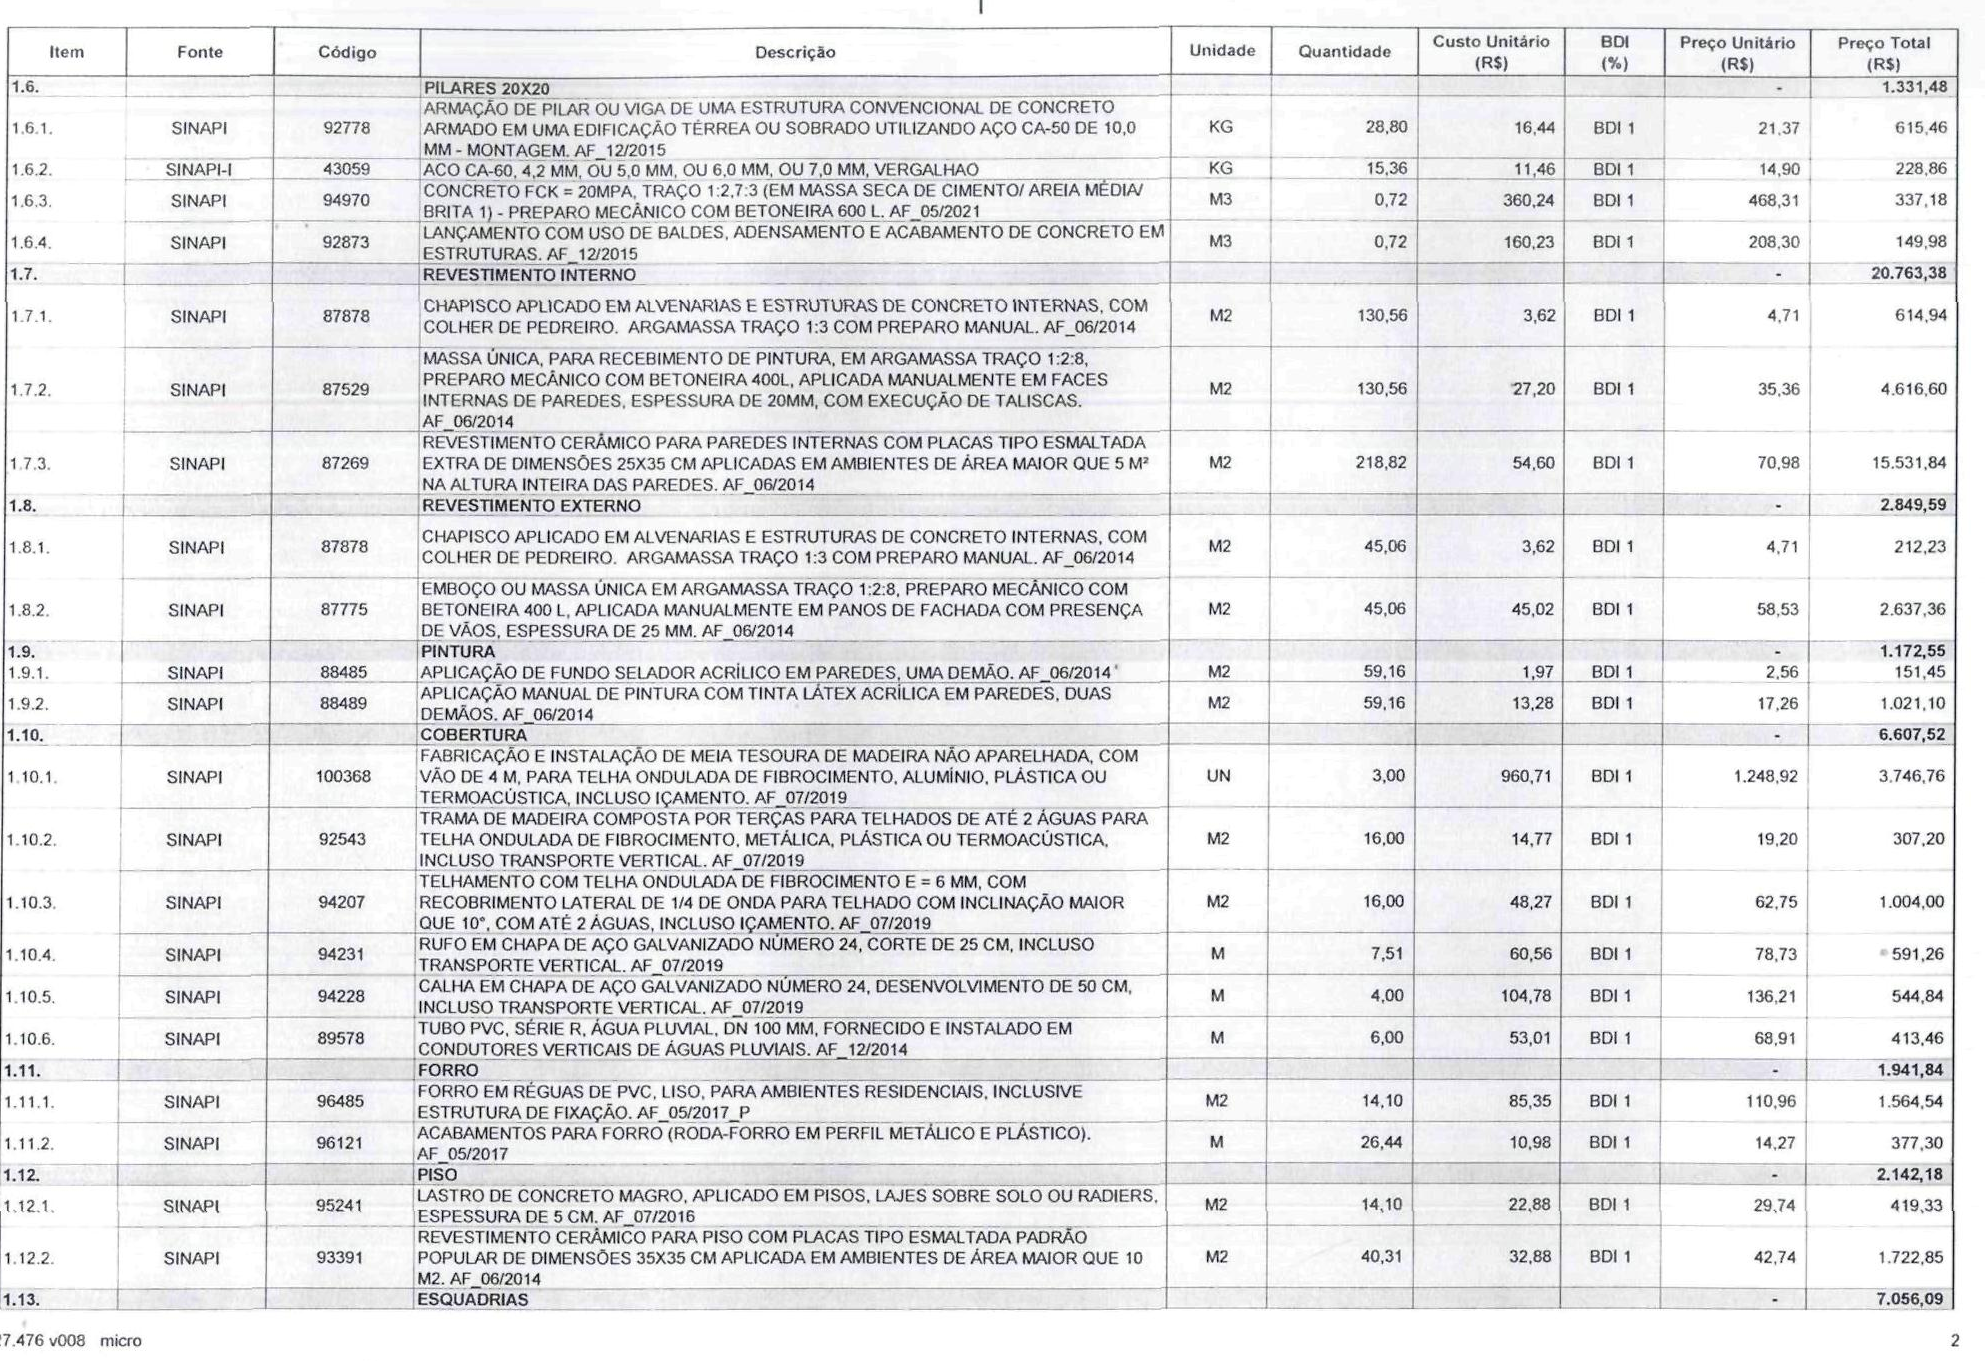 Item Fonte Código Descrição Unidade Quantidade Custo Unitário (R$) BDI (%) Preço Unitário (R$) Preço Total (R$)
1.6. PILARES 20X20 - 1.331,48
ARMAÇÃO DE PILAR OU VIGA DE UMA ESTRUTURA CONVENCIONAL DE CONCRETO
1.6.1. SINAPI 92778 ARMADO EM UMA EDIFICAÇÃO TÉRREA OU SOBRADO UTILIZANDO AÇO CA-50 DE 10,0 KG 28,80 16,44 BDI 1 21,37 615,46
MM - MONTAGEM. AF_12/2015
1.6.2. SINAPI-I 43059 ACO CA-60, 4,2 MM, OU 5,0 MM, OU 6,0 MM, OU 7,0 MM, VERGALHAO KG 15,36 11,46 BDI 1 14,90 228,86
1.6.3. SINAPI 94970 CONCRETO FCK = 20MPA, TRAÇO 1:2,7:3 (EM MASSA SECA DE CIMENTO/ AREIA MÉDIA/ M3 0,72 360,24 BDI 1 468,31 337,18
BRITA 1) - PREPARO MECÂNICO COM BETONEIRA 600 L. AF_05/2021
1.6.4. SINAPI 92873 LANÇAMENTO COM USO DE BALDES, ADENSAMENTO E ACABAMENTO DE CONCRETO EM M3 0,72 160,23 BDI 1 208,30 149,98
ESTRUTURAS. AF_12/2015
1.7. REVESTIMENTO INTERNO - 20.763,38
1.7.1. SINAPI 87878 CHAPISCO APLICADO EM ALVENARIAS E ESTRUTURAS DE CONCRETO INTERNAS, COM M2 130,56 3,62 BDI 1 4,71 614,94
COLHER DE PEDREIRO. ARGAMASSA TRAÇO 1:3 COM PREPARO MANUAL. AF_06/2014
MASSA ÚNICA, PARA RECEBIMENTO DE PINTURA, EM ARGAMASSA TRAÇO 1:2:8,
1.7.2. SINAPI 87529 PREPARO MECÂNICO COM BETONEIRA 400L, APLICADA MANUALMENTE EM FACES M2 130,56 27,20 BDI 1 35,36 4.616,60
INTERNAS DE PAREDES, ESPESSURA DE 20MM, COM EXECUÇÃO DE TALISCAS.
AF_06/2014
REVESTIMENTO CERÂMICO PARA PAREDES INTERNAS COM PLACAS TIPO ESMALTADA
1.7.3. SINAPI 87269 EXTRA DE DIMENSÕES 25X35 CM APLICADAS EM AMBIENTES DE ÁREA MAIOR QUE 5 M² M2 218,82 54,60 BDI 1 70,98 15.531,84
NA ALTURA INTEIRA DAS PAREDES. AF_06/2014
1.8. REVESTIMENTO EXTERNO - 2.849,59
1.8.1. SINAPI 87878 CHAPISCO APLICADO EM ALVENARIAS E ESTRUTURAS DE CONCRETO INTERNAS, COM M2 45,06 3,62 BDI 1 4,71 212,23
COLHER DE PEDREIRO. ARGAMASSA TRAÇO 1:3 COM PREPARO MANUAL. AF_06/2014
EMBOÇO OU MASSA ÚNICA EM ARGAMASSA TRAÇO 1:2:8, PREPARO MECÂNICO COM
1.8.2. SINAPI 87775 BETONEIRA 400 L, APLICADA MANUALMENTE EM PANOS DE FACHADA COM PRESENÇA M2 45,06 45,02 BDI 1 58,53 2.637,36
DE VÃOS, ESPESSURA DE 25 MM. AF_06/2014
1.9. PINTURA - 1.172,55
1.9.1. SINAPI 88485 APLICAÇÃO DE FUNDO SELADOR ACRÍLICO EM PAREDES, UMA DEMÃO. AF_06/2014 M2 59,16 1,97 BDI 1 2,56 151,45
1.9.2. SINAPI 88489 APLICAÇÃO MANUAL DE PINTURA COM TINTA LÁTEX ACRÍLICA EM PAREDES, DUAS M2 59,16 13,28 BDI 1 17,26 1.021,10
DEMÃOS. AF_06/2014
1.10. COBERTURA - 6.607,52
FABRICAÇÃO E INSTALAÇÃO DE MEIA TESOURA DE MADEIRA NÃO APARELHADA, COM
1.10.1. SINAPI 100368 VÃO DE 4 M, PARA TELHA ONDULADA DE FIBROCIMENTO, ALUMÍNIO, PLÁSTICA OU UN 3,00 960,71 BDI 1 1.248,92 3.746,76
TERMOACÚSTICA, INCLUSO IÇAMENTO. AF_07/2019
TRAMA DE MADEIRA COMPOSTA POR TERÇAS PARA TELHADOS DE ATÉ 2 ÁGUAS PARA
1.10.2. SINAPI 92543 TELHA ONDULADA DE FIBROCIMENTO, METÁLICA, PLÁSTICA OU TERMOACÚSTICA, M2 16,00 14,77 BDI 1 19,20 307,20
INCLUSO TRANSPORTE VERTICAL. AF_07/2019
TELHAMENTO COM TELHA ONDULADA DE FIBROCIMENTO E = 6 MM, COM
1.10.3. SINAPI 94207 RECOBRIMENTO LATERAL DE 1/4 DE ONDA PARA TELHADO COM INCLINAÇÃO MAIOR M2 16,00 48,27 BDI 1 62,75 1.004,00
QUE 10°, COM ATÉ 2 ÁGUAS, INCLUSO IÇAMENTO. AF_07/2019
1.10.4. SINAPI 94231 RUFO EM CHAPA DE AÇO GALVANIZADO NÚMERO 24, CORTE DE 25 CM, INCLUSO M 7,51 60,56 BDI 1 78,73 591,26
TRANSPORTE VERTICAL. AF_07/2019
1.10.5. SINAPI 94228 CALHA EM CHAPA DE AÇO GALVANIZADO NÚMERO 24, DESENVOLVIMENTO DE 50 CM, M 4,00 104,78 BDI 1 136,21 544,84
INCLUSO TRANSPORTE VERTICAL. AF_07/2019
1.10.6. SINAPI 89578 TUBO PVC, SÉRIE R, ÁGUA PLUVIAL, DN 100 MM, FORNECIDO E INSTALADO EM M 6,00 53,01 BDI 1 68,91 413,46
CONDUTORES VERTICAIS DE ÁGUAS PLUVIAIS. AF_12/2014
1.11. FORRO - 1.941,84
1.11.1. SINAPI 96485 FORRO EM RÉGUAS DE PVC, LISO, PARA AMBIENTES RESIDENCIAIS, INCLUSIVE M2 14,10 85,35 BDI 1 110,96 1.564,54
ESTRUTURA DE FIXAÇÃO. AF_05/2017_P
1.11.2. SINAPI 96121 ACABAMENTOS PARA FORRO (RODA-FORRO EM PERFIL METÁLICO E PLÁSTICO). M 26,44 10,98 BDI 1 14,27 377,30
AF_05/2017
1.12. PISO - 2.142,18
1.12.1. SINAPI 95241 LASTRO DE CONCRETO MAGRO, APLICADO EM PISOS, LAJES SOBRE SOLO OU RADIERS, M2 14,10 22,88 BDI 1 29,74 419,33
ESPESSURA DE 5 CM. AF_07/2016
REVESTIMENTO CERÂMICO PARA PISO COM PLACAS TIPO ESMALTADA PADRÃO
1.12.2. SINAPI 93391 POPULAR DE DIMENSÕES 35X35 CM APLICADA EM AMBIENTES DE ÁREA MAIOR QUE 10 M2 40,31 32,88 BDI 1 42,74 1.722,85
M2. AF_06/2014
1.13. ESQUADRIAS - 7.056,09
27.476 v008 micro 2